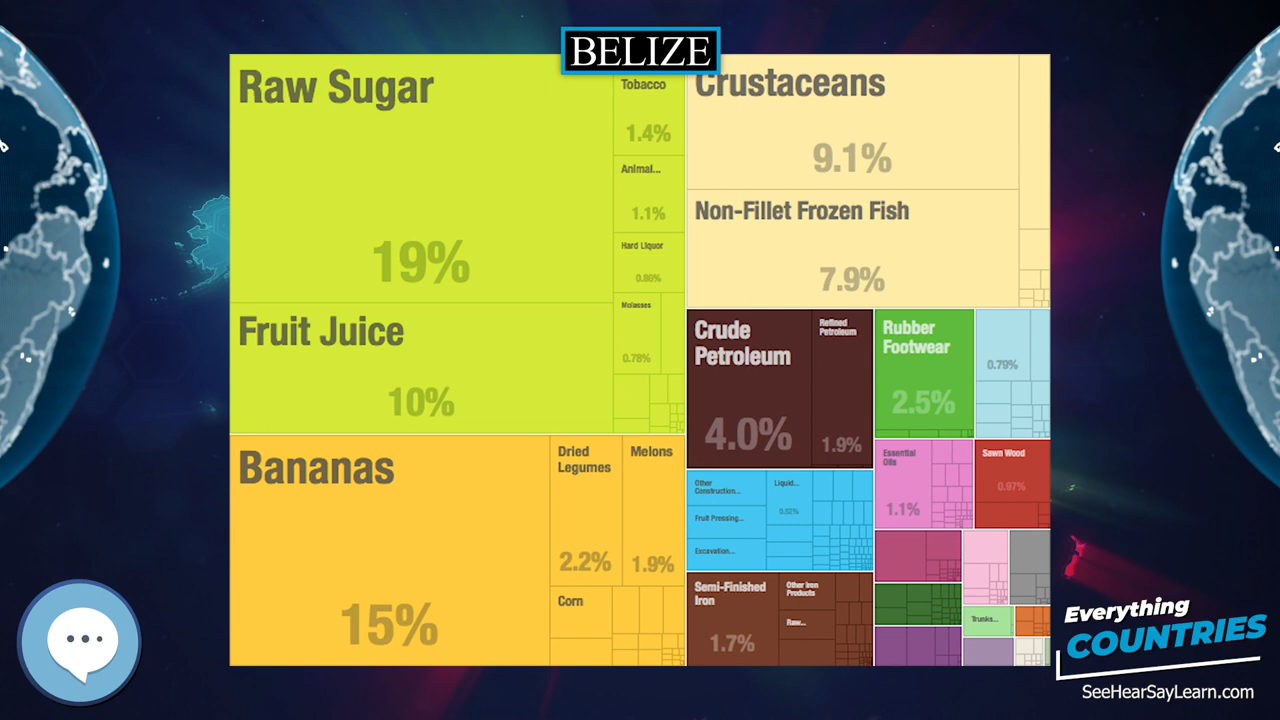 BELIZE
Raw Sugar
19%
Tobacco
1.4%
Animal...
1.1%
Hard Liquor
0.86%
Molasses
0.78%
Fruit Juice
10%
Bananas
15%
Dried
Legumes
2.2%
Melons
1.9%
Corn
Crustaceans
9.1%
Non-Fillet Frozen Fish
7.9%
Crude
Petroleum
4.0%
Refined
Petroleum
1.9%
Rubber
Footwear
2.5%
0.79%
Other
Construction...
Fruit Pressing...
Excavation...
Liquid...
Essential
Oils
1.1%
Sawn Wood
0.97%
Semi-Finished
Iron
1.7%
Other Iron
Products
Raw...
Trunks...
Everything
COUNTRIES
SeeHearSayLearn.com